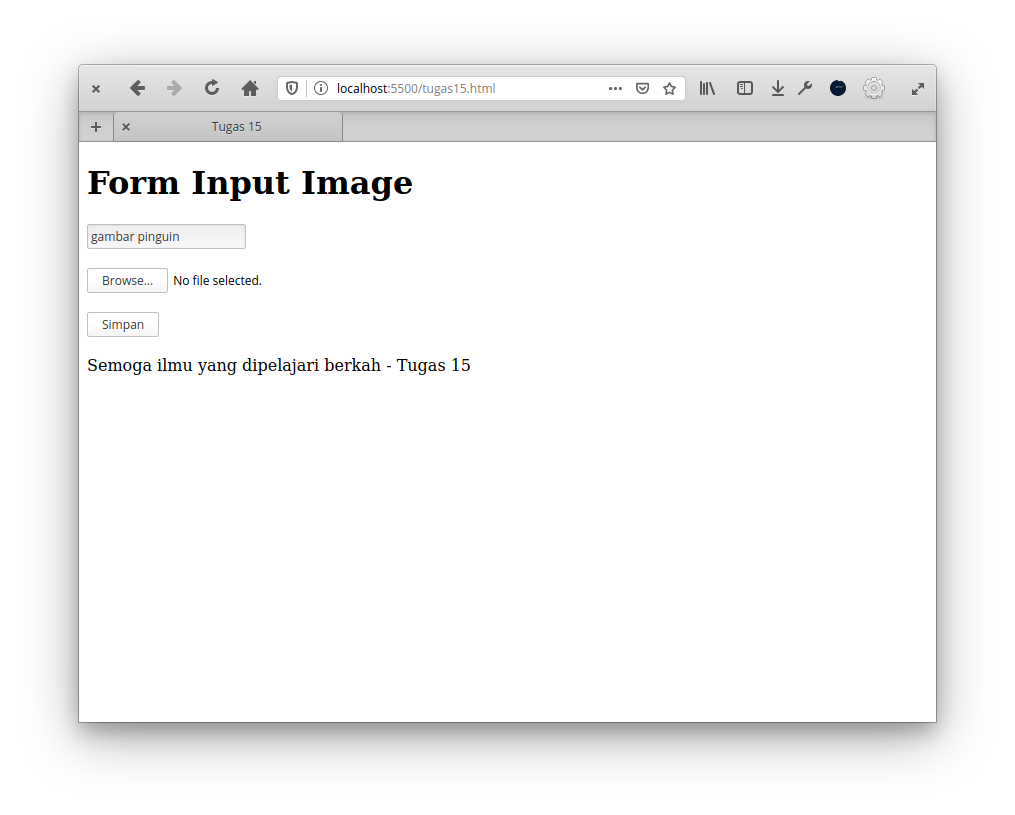 localhost:5500/tugas15.html
Tugas 15
Form Input Image
gambar pinguin
Browse... No file selected.
Simpan
Semoga ilmu yang dipelajari berkah - Tugas 15